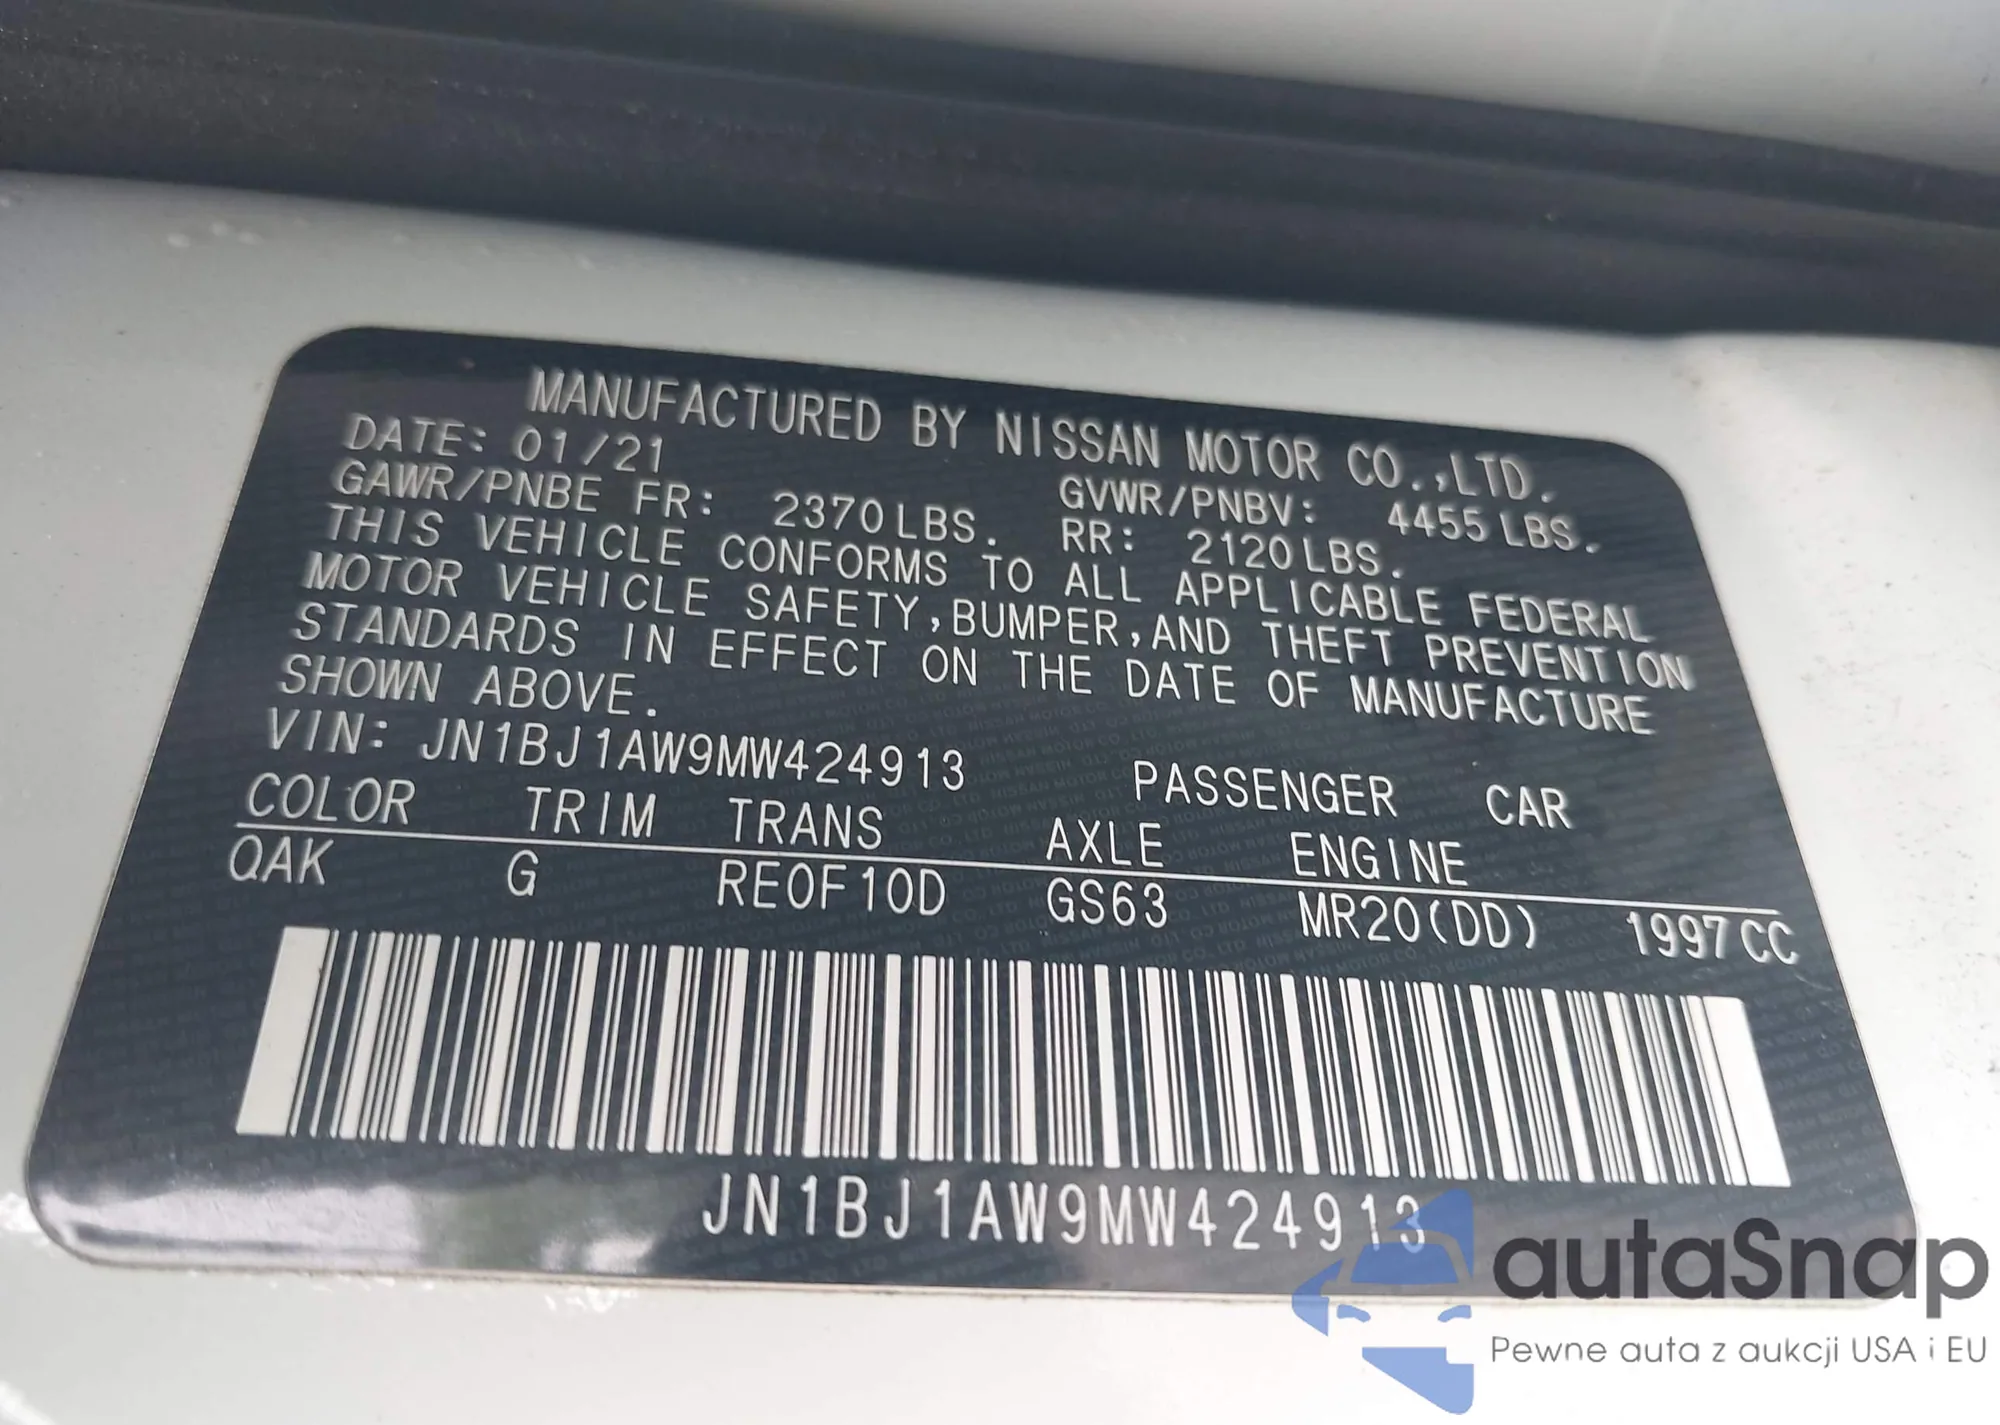 MANUFACTURED BY NISSAN MOTOR CO.,LTD.
DATE: 01/21 GVWR/PNBV: 4455 LBS.
GAWR/PNBE FR: 2370 LBS. RR: 2120 LBS.
THIS VEHICLE CONFORMS TO ALL APPLICABLE FEDERAL
MOTOR VEHICLE SAFETY,BUMPER,AND THEFT PREVENTION
STANDARDS IN EFFECT ON THE DATE OF MANUFACTURE
SHOWN ABOVE.
VIN: JN1BJ1AW9MW424913 PASSENGER CAR
COLOR TRIM TRANS AXLE ENGINE
QAK G RE0F10D GS63 MR20(DD) 1997 CC
JN1BJ1AW9MW424913
autaSnap
Pewne auta z aukcji USA i EU